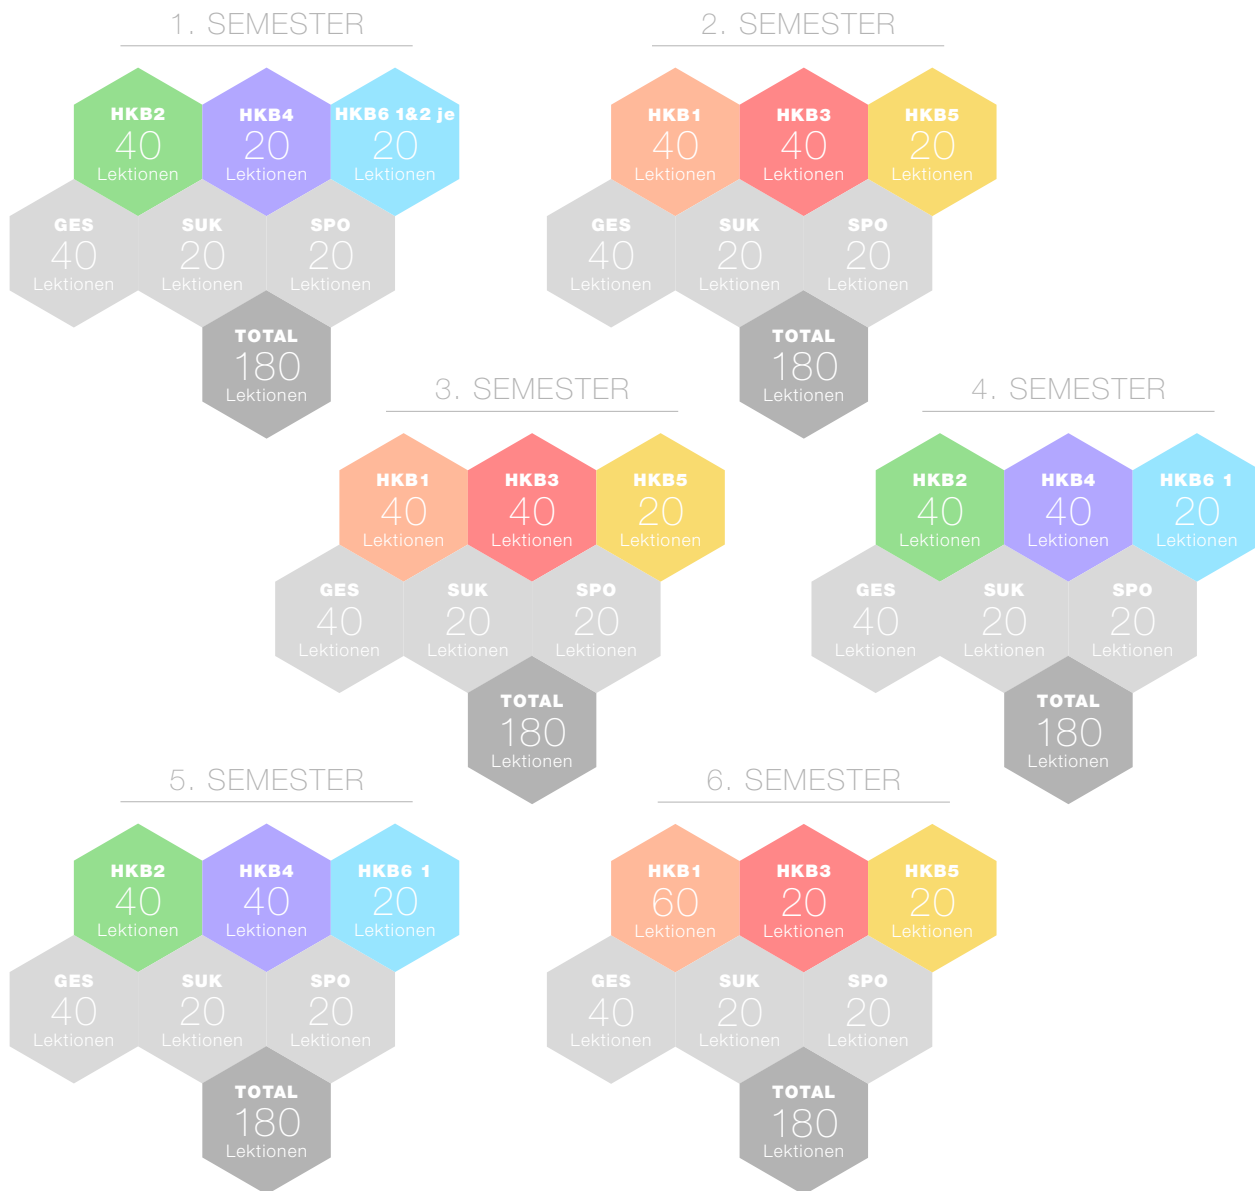 1. SEMESTER
HKB2
40
Lektionen
HKB4
20
Lektionen
HKB6 1&2 je
20
Lektionen
GES
40
Lektionen
SUK
20
Lektionen
SPO
20
Lektionen
TOTAL
180
Lektionen
2. SEMESTER
HKB1
40
Lektionen
HKB3
40
Lektionen
HKB5
20
Lektionen
GES
40
Lektionen
SUK
20
Lektionen
SPO
20
Lektionen
TOTAL
180
Lektionen
3. SEMESTER
HKB1
40
Lektionen
HKB3
40
Lektionen
HKB5
20
Lektionen
GES
40
Lektionen
SUK
20
Lektionen
SPO
20
Lektionen
TOTAL
180
Lektionen
4. SEMESTER
HKB2
40
Lektionen
HKB4
40
Lektionen
HKB6 1
20
Lektionen
GES
40
Lektionen
SUK
20
Lektionen
SPO
20
Lektionen
TOTAL
180
Lektionen
5. SEMESTER
HKB2
40
Lektionen
HKB4
40
Lektionen
HKB6 1
20
Lektionen
GES
40
Lektionen
SUK
20
Lektionen
SPO
20
Lektionen
TOTAL
180
Lektionen
6. SEMESTER
HKB1
60
Lektionen
HKB3
20
Lektionen
HKB5
20
Lektionen
GES
40
Lektionen
SUK
20
Lektionen
SPO
20
Lektionen
TOTAL
180
Lektionen